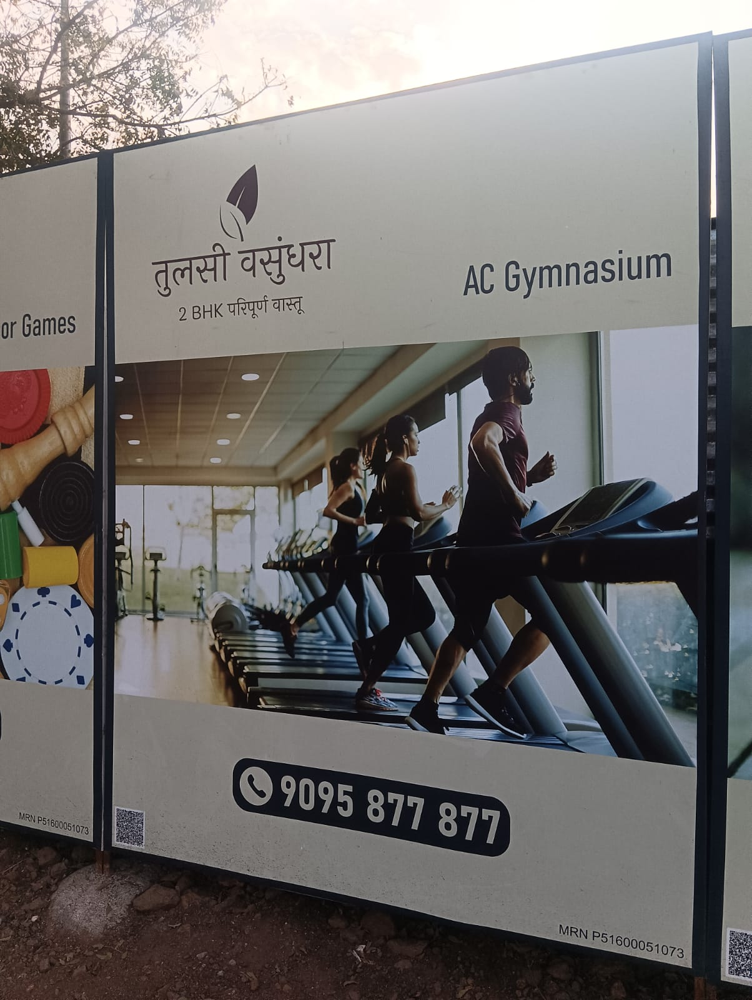 or Games
MRN P51600051073
तुलसी वसुंधरा
2 BHK परिपूर्ण वास्तू
AC Gymnasium
9095 877 877
MRN P51600051073